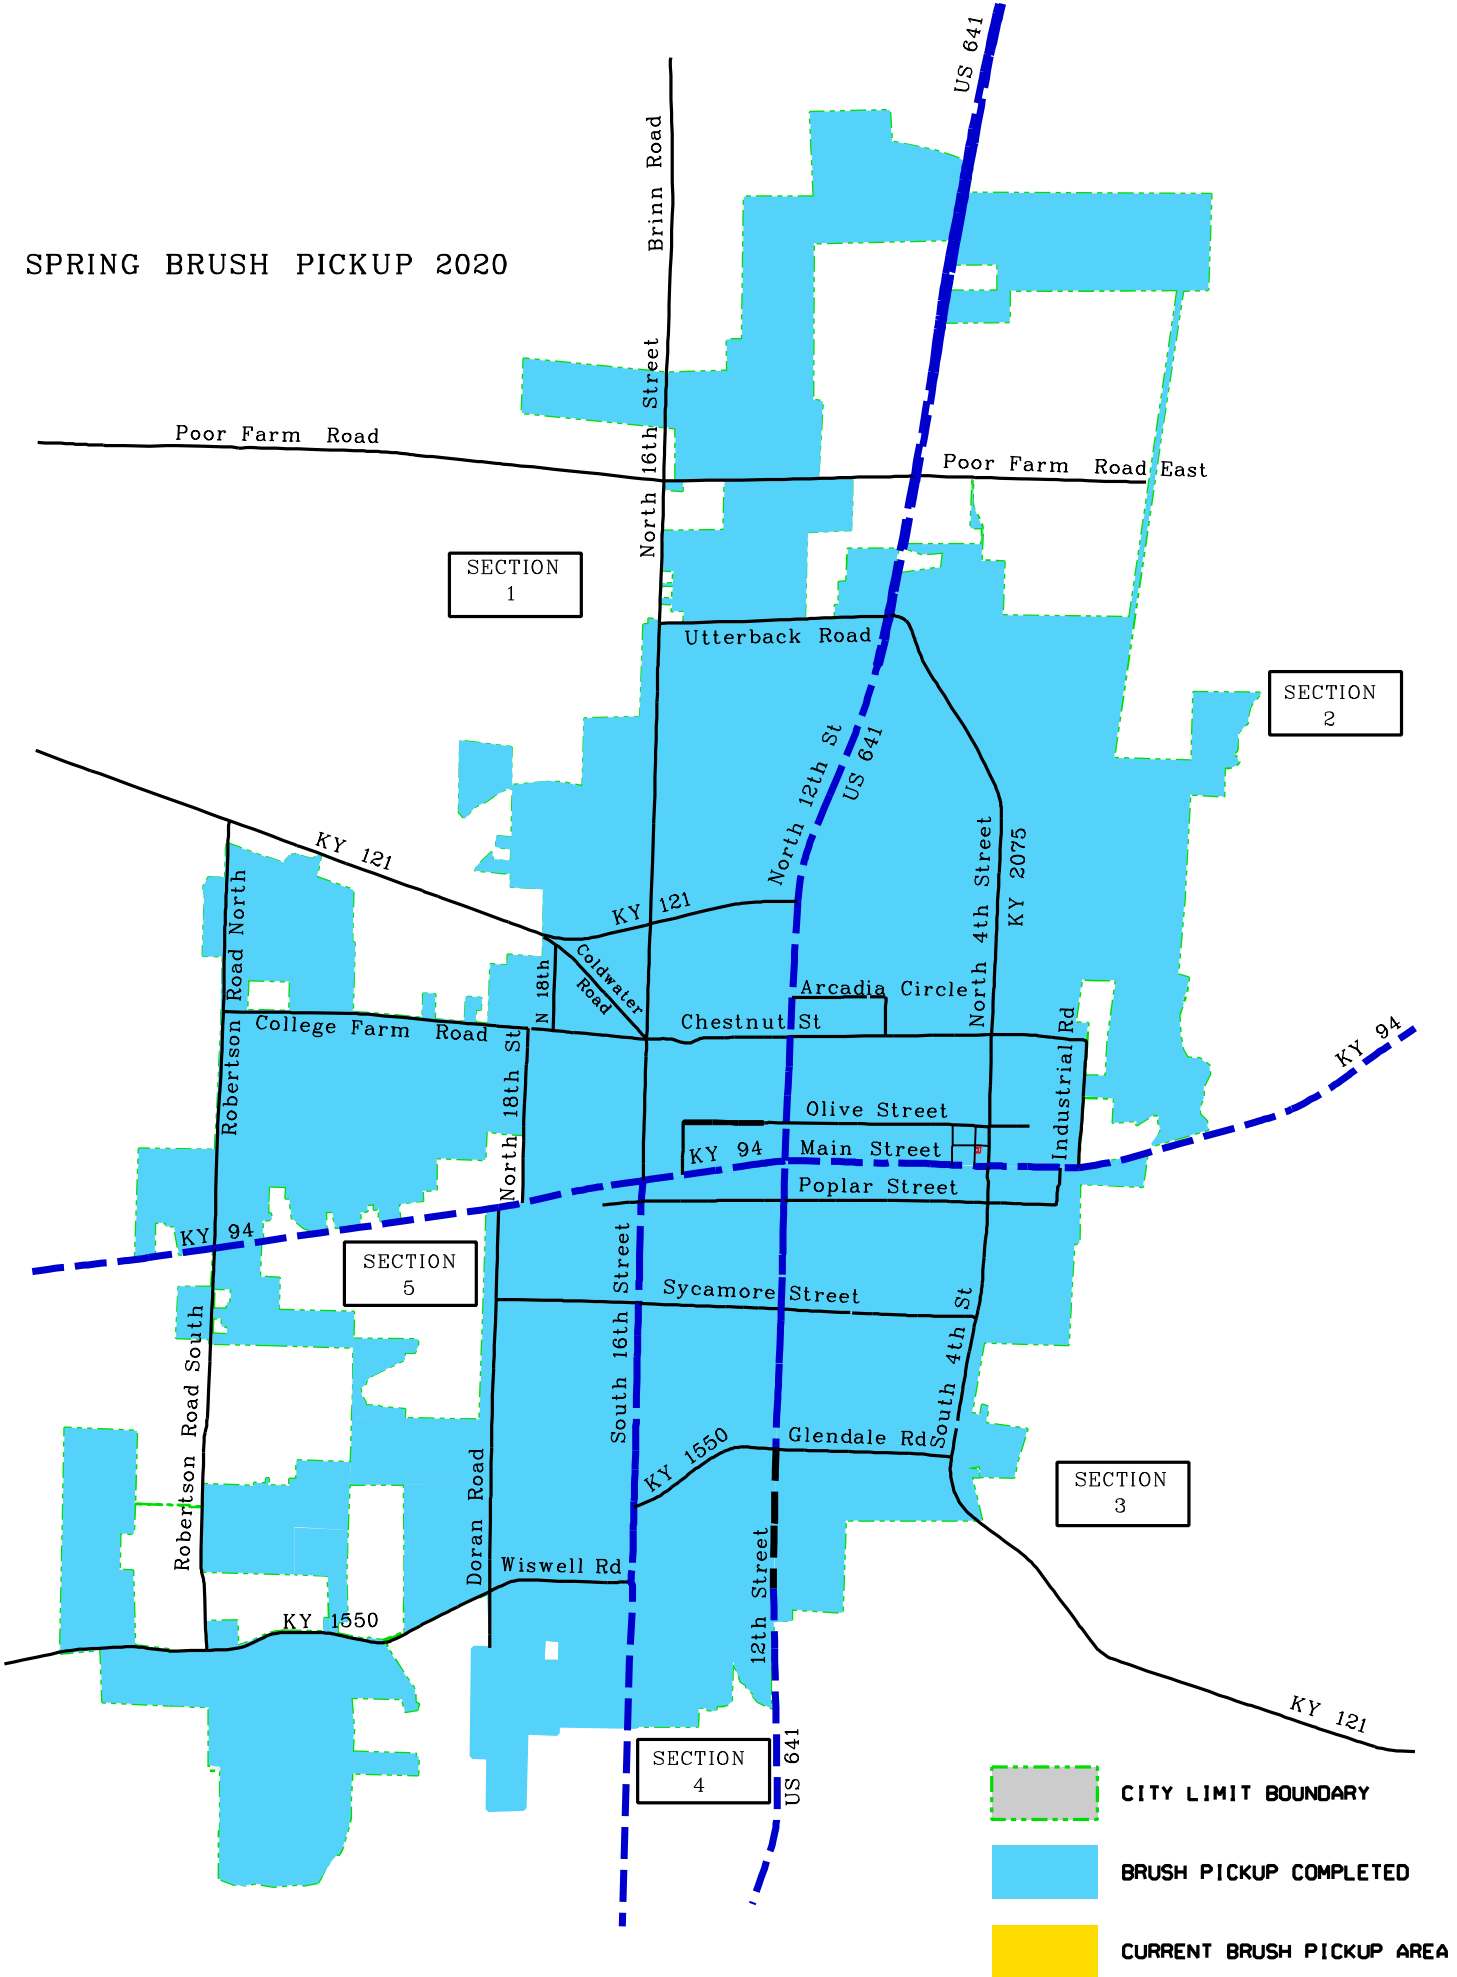 US 641
Brinn Road
SPRING BRUSH PICKUP 2020
North 16th Street
Poor Farm Road
Poor Farm Road East
SECTION
1
Utterback Road
SECTION
2
North 12th St
US 641
KY 121
North 4th Street
KY 2075
Robertson Road North
KY 121
Coldwater
Road
N 18th
Arcadia Circle
College Farm Road
Chestnut St
North 18th St
Industrial Rd
KY 94
Olive Street
KY 94
Main Street
Poplar Street
KY 94
SECTION
5
Sycamore Street
South 16th Street
South 4th St
Robertson Road South
KY 1550
Glendale Rd
Doran Road
SECTION
3
Wiswell Rd
12th Street
KY 1550
SECTION
4
US 641
KY 121
CITY LIMIT BOUNDARY
BRUSH PICKUP COMPLETED
CURRENT BRUSH PICKUP AREA